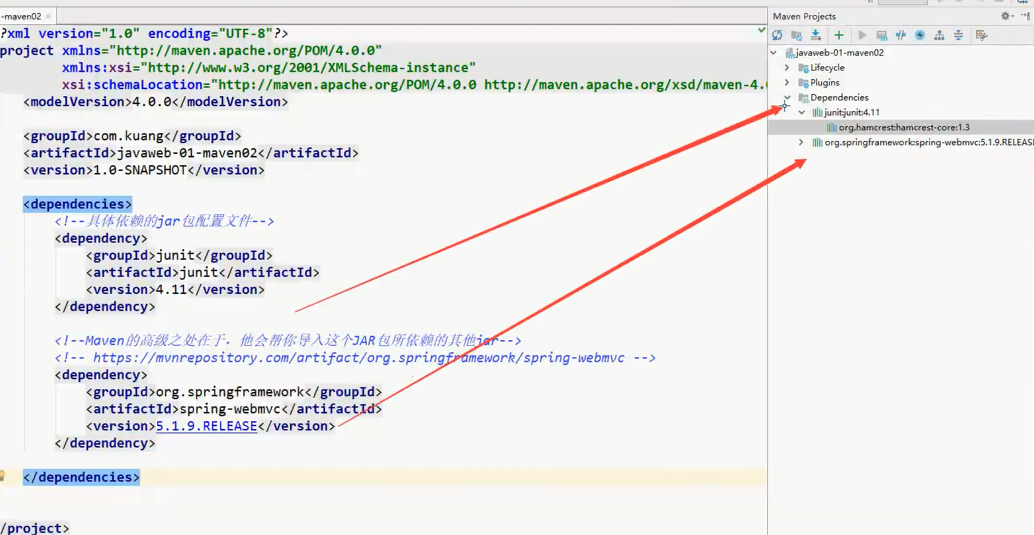 -maven02
?xml version="1.0" encoding="UTF-8"?>
project xmlns="http://maven.apache.org/POM/4.0.0"
xmlns:xsi="http://www.w3.org/2001/XMLSchema-instance"
xsi:schemaLocation="http://maven.apache.org/POM/4.0.0 http://maven.apache.org/xsd/maven-4.
<modelVersion>4.0.0</modelVersion>
<groupId>com.kuang</groupId>
<artifactId>javaweb-01-maven02</artifactId>
<version>1.0-SNAPSHOT</version>
<dependencies>
<!--具体依赖的jar包配置文件-->
<dependency>
<groupId>junit</groupId>
<artifactId>junit</artifactId>
<version>4.11</version>
</dependency>
<!--Maven的高级之处在于，他会帮你导入这个JAR包所依赖的其他jar-->
<!-- https://mvnrepository.com/artifact/org.springframework/spring-webmvc -->
<dependency>
<groupId>org.springframework</groupId>
<artifactId>spring-webmvc</artifactId>
<version>5.1.9.RELEASE</version>
</dependency>
</dependencies>
/project>
Maven Projects
javaweb-01-maven02
Lifecycle
Plugins
Dependencies
junit:junit:4.11
org.hamcrest:hamcrest-core:1.3
org.springframework:spring-webmvc:5.1.9.RELEASE